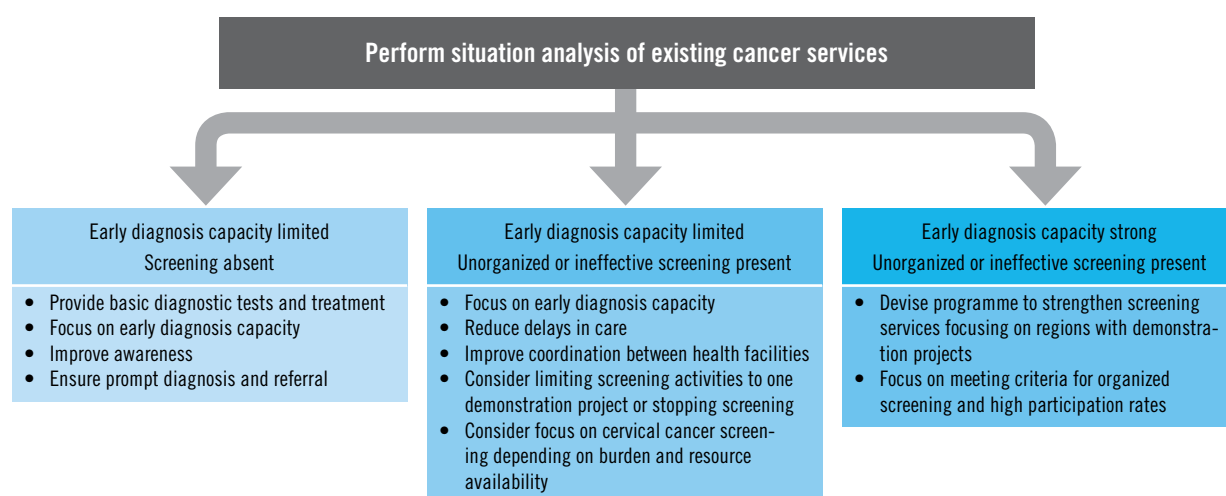 Perform situation analysis of existing cancer services
Early diagnosis capacity limited
Screening absent
• Provide basic diagnostic tests and treatment
• Focus on early diagnosis capacity
• Improve awareness
• Ensure prompt diagnosis and referral
Early diagnosis capacity limited
Unorganized or ineffective screening present
• Focus on early diagnosis capacity
• Reduce delays in care
• Improve coordination between health facilities
• Consider limiting screening activities to one
demonstration project or stopping screening
• Consider focus on cervical cancer screen-
ing depending on burden and resource
availability
Early diagnosis capacity strong
Unorganized or ineffective screening present
• Devise programme to strengthen screening
services focusing on regions with demonstra-
tion projects
• Focus on meeting criteria for organized
screening and high participation rates